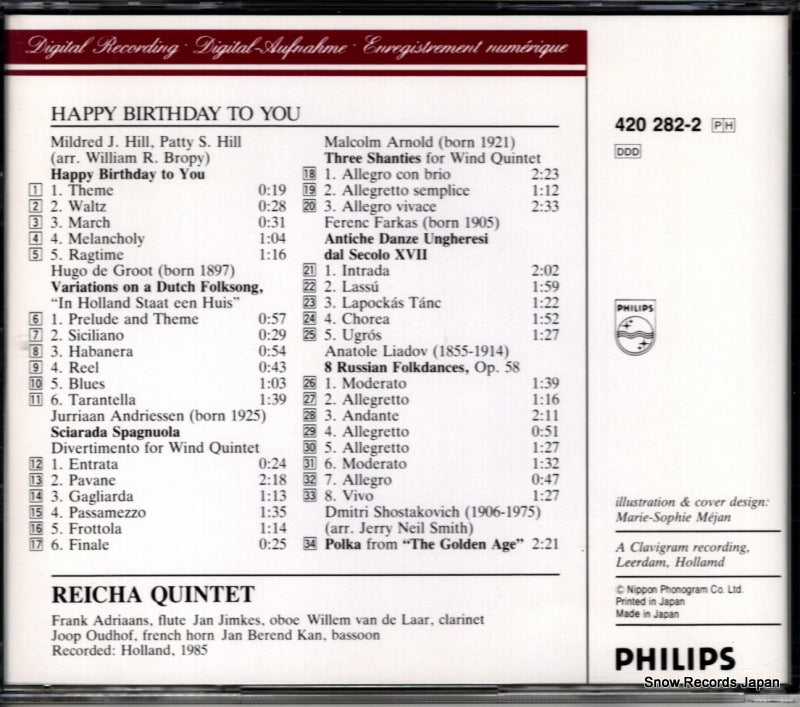 Digital Recording · Digital-Aufnahme · Enregistrement numérique
HAPPY BIRTHDAY TO YOU
Mildred J. Hill, Patty S. Hill
(arr. William R. Bropy)
Happy Birthday to You
1 1. Theme 0:19
2 2. Waltz 0:28
3 3. March 0:31
4 4. Melancholy 1:04
5 5. Ragtime 1:16
Hugo de Groot (born 1897)
Variations on a Dutch Folksong,
“In Holland Staat een Huis”
6 1. Prelude and Theme 0:57
7 2. Siciliano 0:29
8 3. Habanera 0:54
9 4. Reel 0:43
10 5. Blues 1:03
11 6. Tarantella 1:39
Jurriaan Andriessen (born 1925)
Sciarada Spagnuola
Divertimento for Wind Quintet
12 1. Entrata 0:24
13 2. Pavane 2:18
14 3. Gagliarda 1:13
15 4. Passamezzo 1:35
16 5. Frottola 1:14
17 6. Finale 0:25
Malcolm Arnold (born 1921)
Three Shanties for Wind Quintet
18 1. Allegro con brio 2:23
19 2. Allegretto semplice 1:12
20 3. Allegro vivace 2:33
Ferenc Farkas (born 1905)
Antiche Danze Ungheresi
dal Secolo XVII
21 1. Intrada 2:02
22 2. Lassú 1:59
23 3. Lapockás Tánc 1:22
24 4. Chorea 1:52
25 5. Ugrós 1:27
Anatole Liadov (1855-1914)
8 Russian Folkdances, Op. 58
26 1. Moderato 1:39
27 2. Allegretto 1:16
28 3. Andante 2:11
29 4. Allegretto 0:51
30 5. Allegretto 1:27
31 6. Moderato 1:32
32 7. Allegro 0:47
33 8. Vivo 1:27
Dmitri Shostakovich (1906-1975)
(arr. Jerry Neil Smith)
34 Polka from “The Golden Age” 2:21
REICHA QUINTET
Frank Adriaans, flute Jan Jimkes, oboe Willem van de Laar, clarinet
Joop Oudhof, french horn Jan Berend Kan, bassoon
Recorded: Holland, 1985
420 282-2 PH
DDD
PHILIPS
illustration & cover design:
Marie-Sophie Méjan
A Clavigram recording,
Leerdam, Hollamd
© Nippon Phonogram Co. Ltd.
Printed in Japan
Made in Japan
PHILIPS
Snow Records Japan